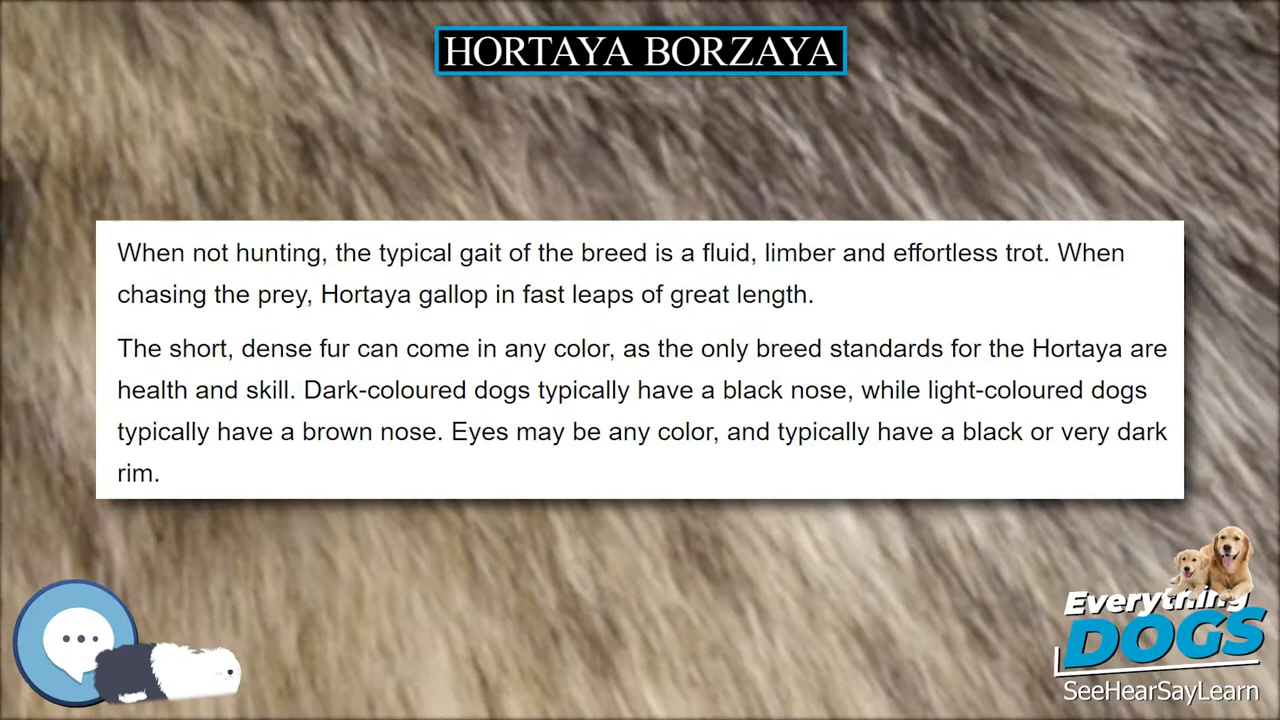 HORTAYA BORZAYA
When not hunting, the typical gait of the breed is a fluid, limber and effortless trot. When
chasing the prey, Hortaya gallop in fast leaps of great length.
The short, dense fur can come in any color, as the only breed standards for the Hortaya are
health and skill. Dark-coloured dogs typically have a black nose, while light-coloured dogs
typically have a brown nose. Eyes may be any color, and typically have a black or very dark
rim.
Everything
DOGS
SeeHearSayLearn